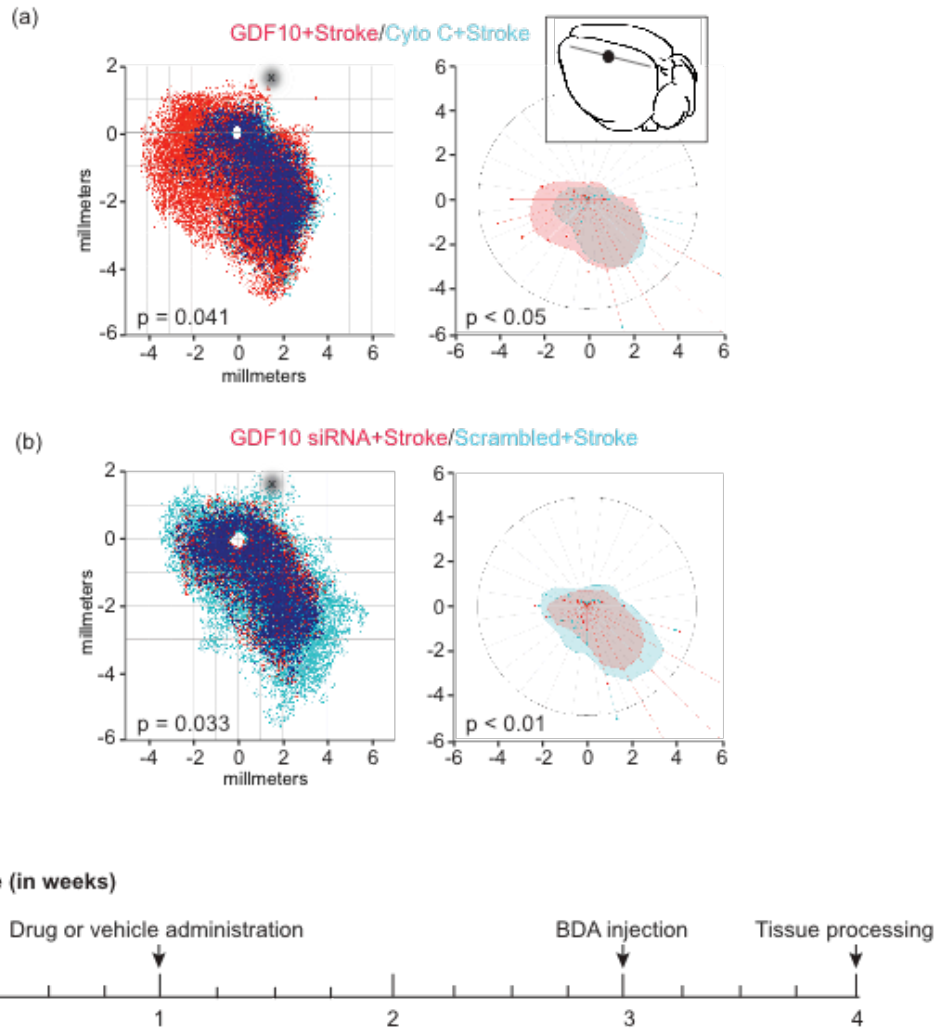 (a)
GDF10+Stroke/Cyto C+Stroke
2
0
-2
-4
-6
millmeters
p = 0.041
-4 -2 0 2 4 6
millmeters
6
4
2
0
-2
-4
-6
p < 0.05
-6 -4 -2 0 2 4 6
(b)
GDF10 siRNA+Stroke/Scrambled+Stroke
2
0
-2
-4
-6
millmeters
p = 0.033
-4 -2 0 2 4 6
millmeters
6
4
2
0
-2
-4
-6
p < 0.01
-6 -4 -2 0 2 4 6
e (in weeks)
Drug or vehicle administration BDA injection Tissue processing
1 2 3 4